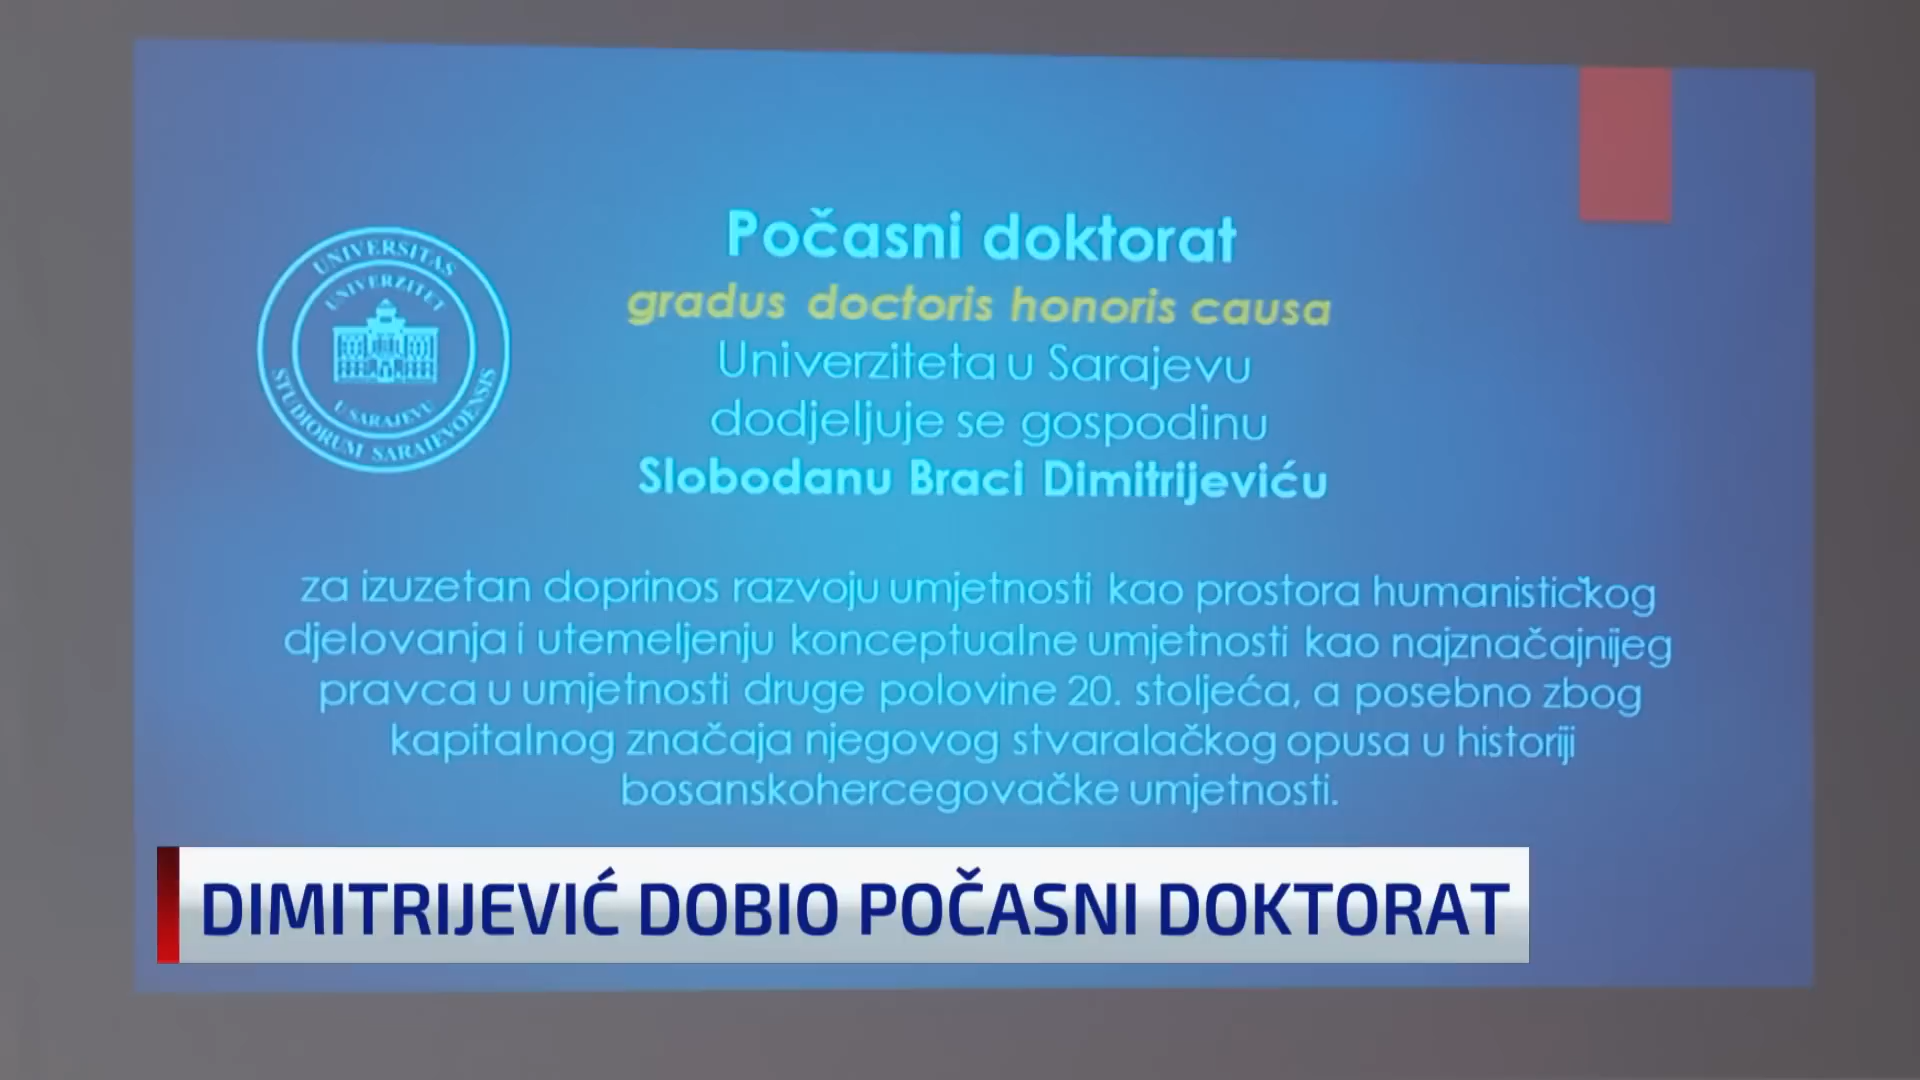 UNIVERSITAS
STUDIORUM SARAJEVOENSIS
UNIVERZITET
U SARAJEVU
Počasni doktorat
gradus doctoris honoris causa
Univerziteta u Sarajevu
dodjeljuje se gospodinu
Slobodanu Braci Dimitrijeviću
za izuzetan doprinos razvoju umjetnosti kao prostora humanističkog
djelovanja i utemeljenju konceptualne umjetnosti kao najznačajnijeg
pravca u umjetnosti druge polovine 20. stoljeća, a posebno zbog
kapitalnog značaja njegovog stvaralačkog opusa u historiji
bosanskohercegovačke umjetnosti.
DIMITRIJEVIĆ DOBIO POČASNI DOKTORAT